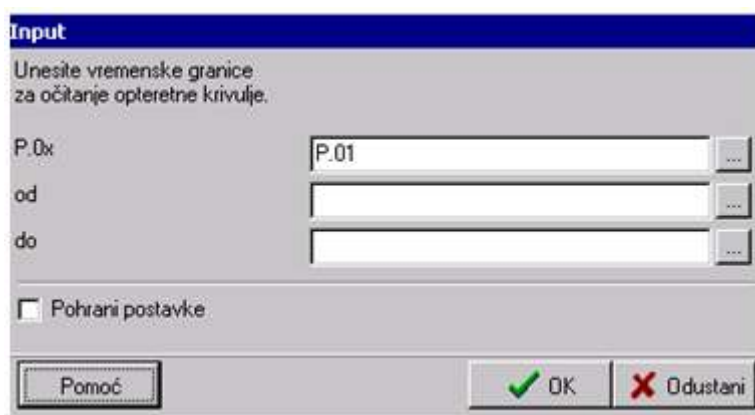 Input
Unesite vremenske granice
za očitanje opteretne krivulje.
P.0x
P.01
...
od
...
do
...
Pohrani postavke
Pomoć
OK
Odustani